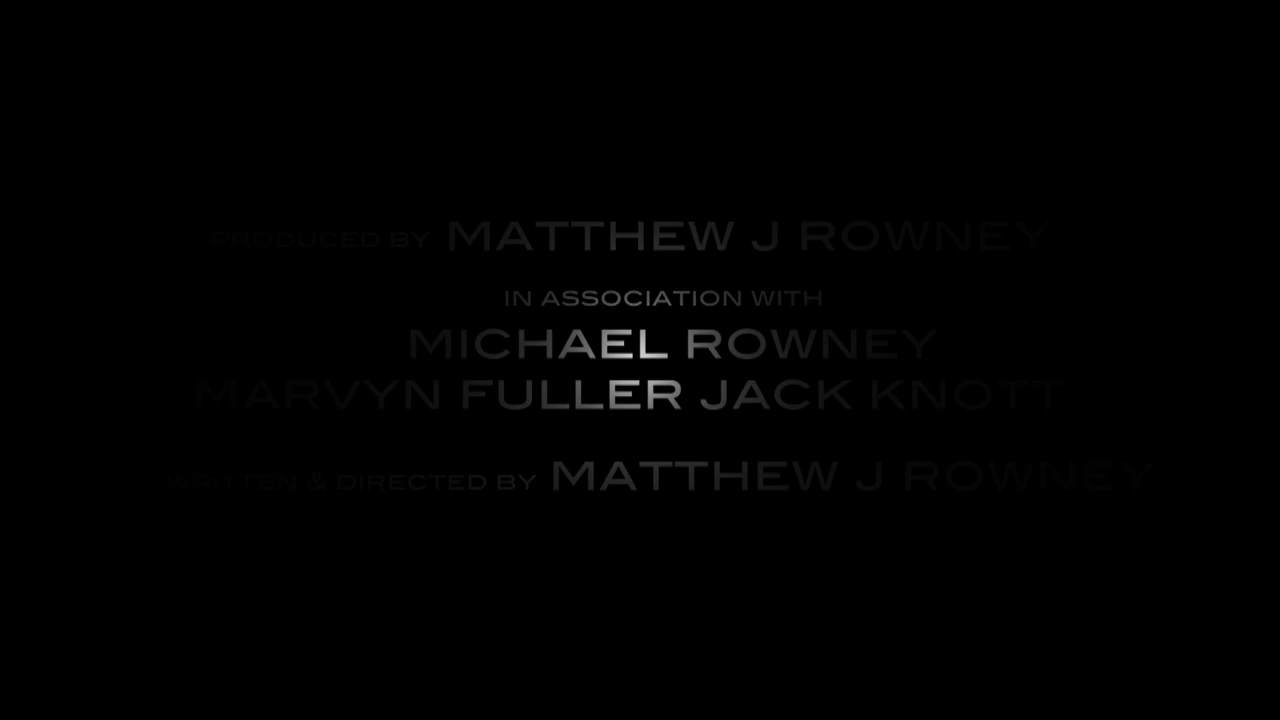 PRODUCED BY MATTHEW J ROWNEY
IN ASSOCIATION WITH
MICHAEL ROWNEY
MARVYN FULLER JACK KNOTT
WRITTEN & DIRECTED BY MATTHEW J ROWNEY